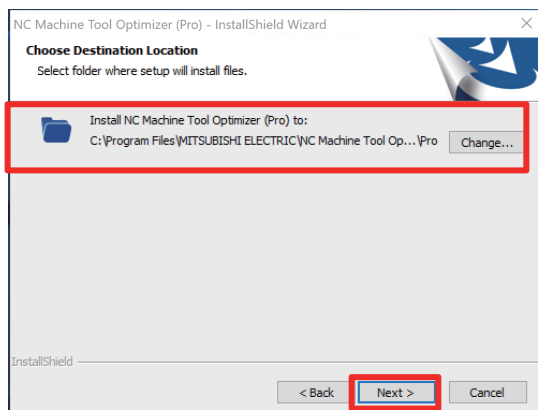 NC Machine Tool Optimizer (Pro) - InstallShield Wizard
Choose Destination Location
Select folder where setup will install files.
Install NC Machine Tool Optimizer (Pro) to:
C:\Program Files\MITSUBISHI ELECTRIC\NC Machine Tool Op...\Pro
Change...
InstallShield
< Back
Next >
Cancel